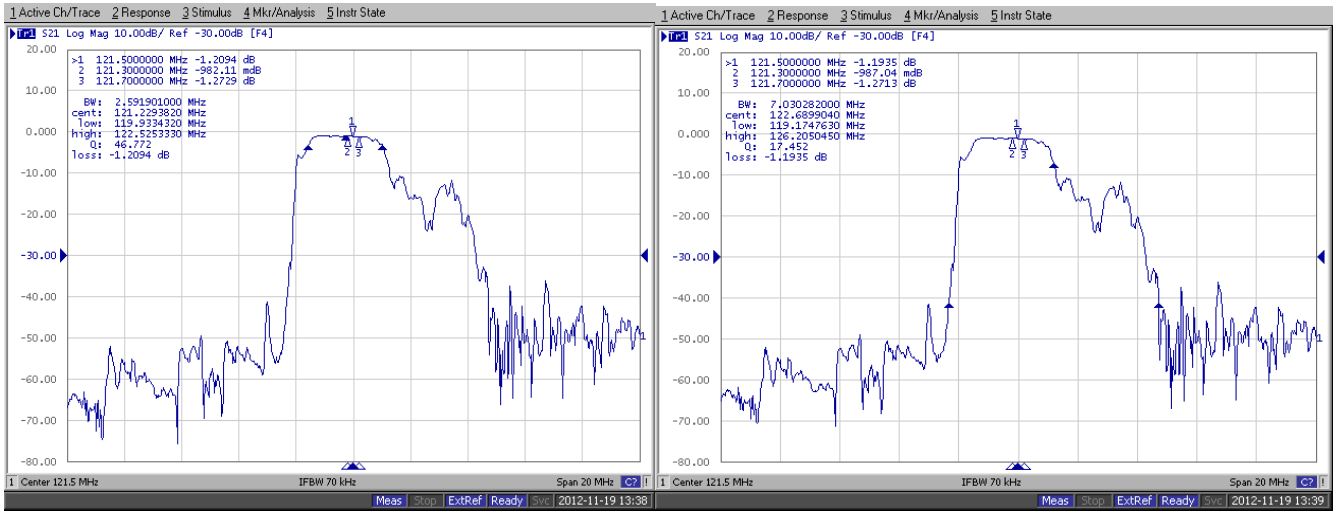 1 Active Ch/Trace 2 Response 3 Stimulus 4 Mkr/Analysis 5 Instr State
Tr1 S21 Log Mag 10.00dB/ Ref -30.00dB [F4]
20.00
>1 121.5000000 MHz -1.2094 dB
2 121.3000000 MHz -982.11 mdB
3 121.7000000 MHz -1.2729 dB
10.00
BW: 2.591901000 MHz
cent: 121.2293820 MHz
low: 119.9334320 MHz
high: 122.5253330 MHz
Q: 46.772
loss: -1.2094 dB
0.000
1
2 3
-10.00
-20.00
-30.00
-40.00
-50.00
1
-60.00
-70.00
-80.00
1 Center 121.5 MHz IFBW 70 kHz Span 20 MHz C? !
Meas Stop ExtRef Ready Svc 2012-11-19 13:38
1 Active Ch/Trace 2 Response 3 Stimulus 4 Mkr/Analysis 5 Instr State
Tr1 S21 Log Mag 10.00dB/ Ref -30.00dB [F4]
20.00
>1 121.5000000 MHz -1.1935 dB
2 121.3000000 MHz -987.04 mdB
3 121.7000000 MHz -1.2713 dB
10.00
BW: 7.030282000 MHz
cent: 122.6899040 MHz
low: 119.1747630 MHz
high: 126.2050450 MHz
Q: 17.452
loss: -1.1935 dB
0.000
1
2 3
-10.00
-20.00
-30.00
-40.00
-50.00
1
-60.00
-70.00
-80.00
1 Center 121.5 MHz IFBW 70 kHz Span 20 MHz C? !
Meas Stop ExtRef Ready Svc 2012-11-19 13:39